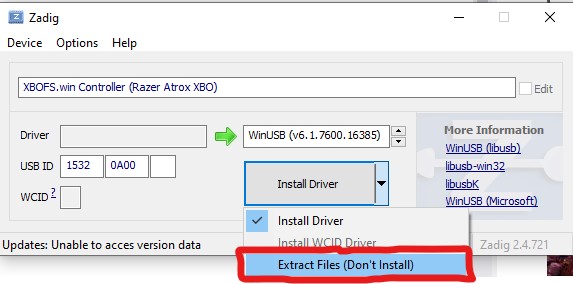 Zadig
Device Options Help
XBOFS.win Controller (Razer Atrox XBO) Edit
Driver WinUSB (v6.1.7600.16385)
More Information
WinUSB (libusb)
libusb-win32
libusbK
WinUSB (Microsoft)
USB ID 1532 0A00
WCID ?
Install Driver
Install Driver
Install WCID Driver
Extract Files (Don't Install)
Updates: Unable to acces version data
Zadig 2.4.721